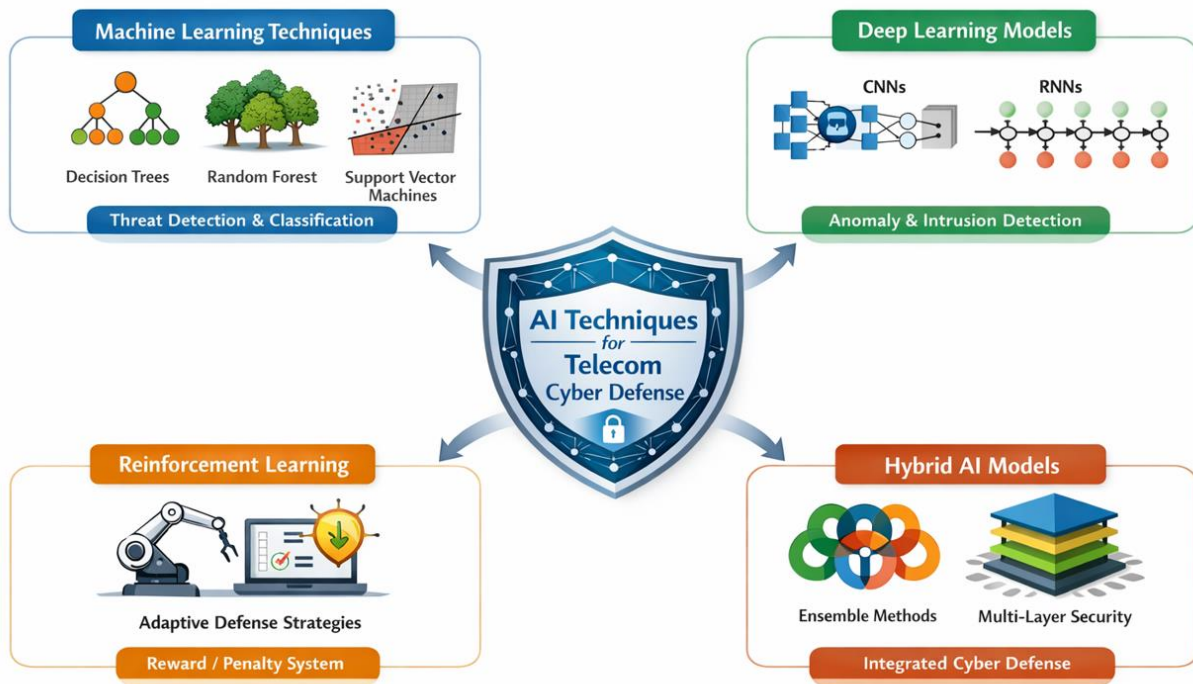 Machine Learning Techniques
Decision Trees
Random Forest
Support Vector
Machines
Threat Detection & Classification
Deep Learning Models
CNNs
RNNs
Anomaly & Intrusion Detection
AI Techniques
for
Telecom
Cyber Defense
Reinforcement Learning
Adaptive Defense Strategies
Reward / Penalty System
Hybrid AI Models
Ensemble Methods
Multi-Layer Security
Integrated Cyber Defense